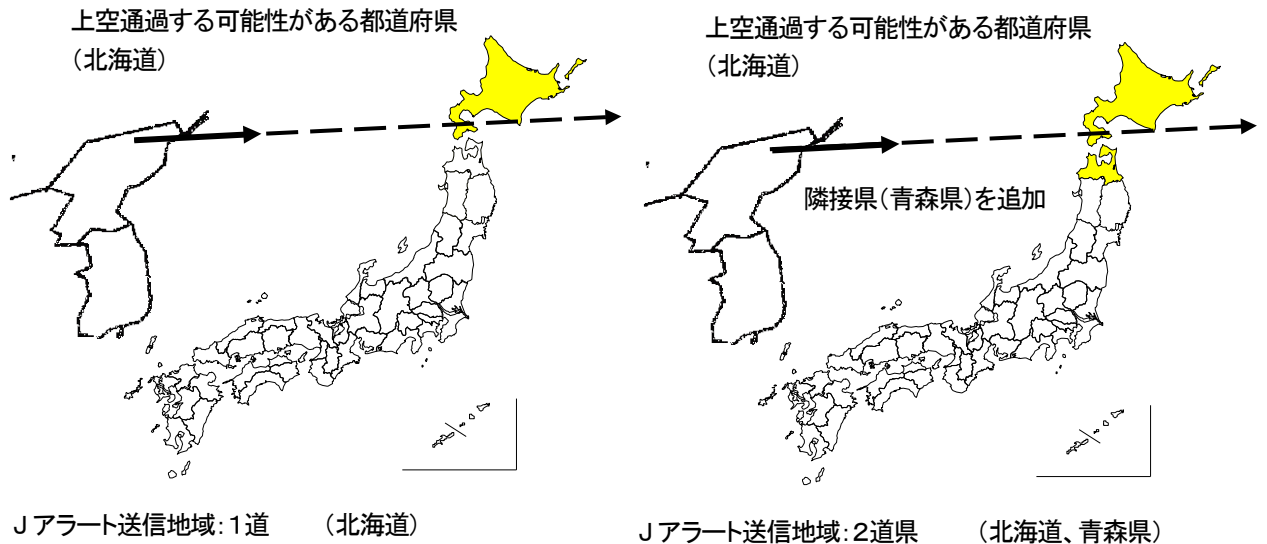 上空通過する可能性がある都道府県
(北海道)
Jアラート送信地域:1道　　(北海道)
上空通過する可能性がある都道府県
(北海道)
隣接県(青森県)を追加
Jアラート送信地域:2道県　　(北海道、青森県)